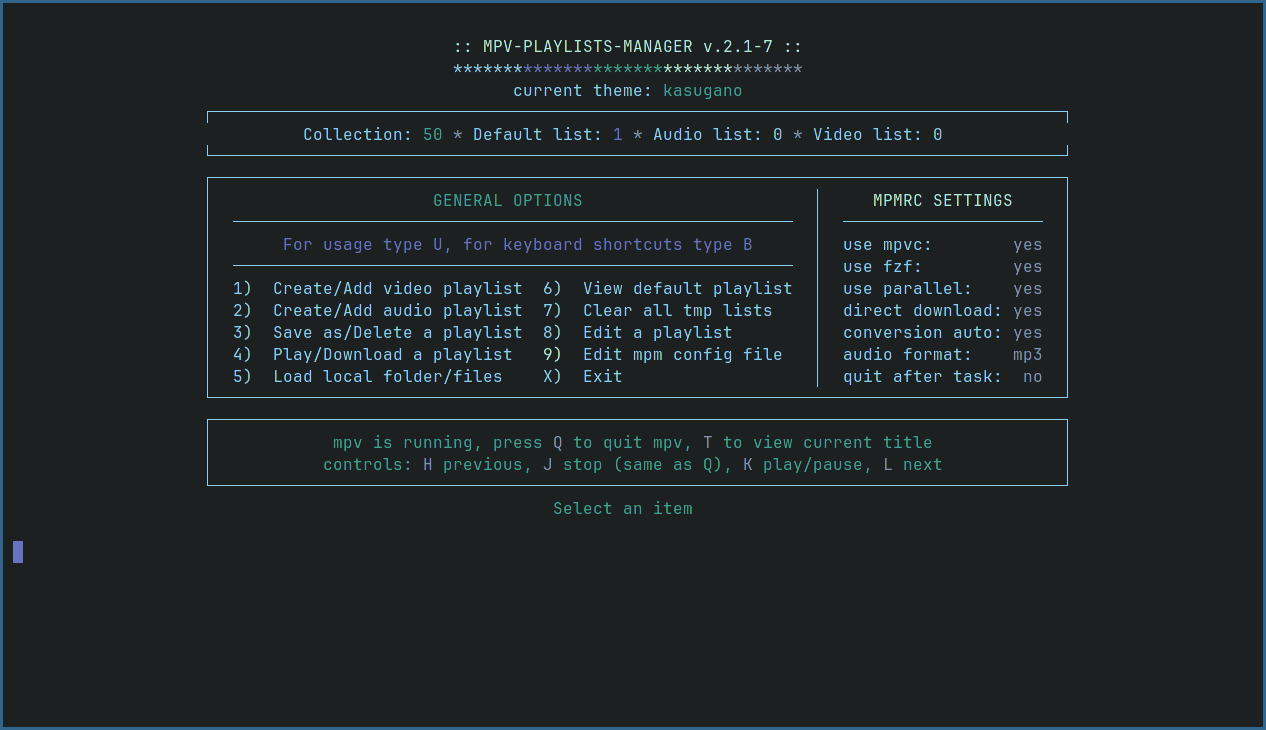 :: MPV-PLAYLISTS-MANAGER v.2.1-7 ::
***********************************
current theme: kasugano
Collection: 50 * Default list: 1 * Audio list: 0 * Video list: 0
GENERAL OPTIONS
For usage type U, for keyboard shortcuts type B
1) Create/Add video playlist 6) View default playlist
2) Create/Add audio playlist 7) Clear all tmp lists
3) Save as/Delete a playlist 8) Edit a playlist
4) Play/Download a playlist 9) Edit mpm config file
5) Load local folder/files X) Exit
MPMRC SETTINGS
use mpvc: yes
use fzf: yes
use parallel: yes
direct download: yes
conversion auto: yes
audio format: mp3
quit after task: no
mpv is running, press Q to quit mpv, T to view current title
controls: H previous, J stop (same as Q), K play/pause, L next
Select an item